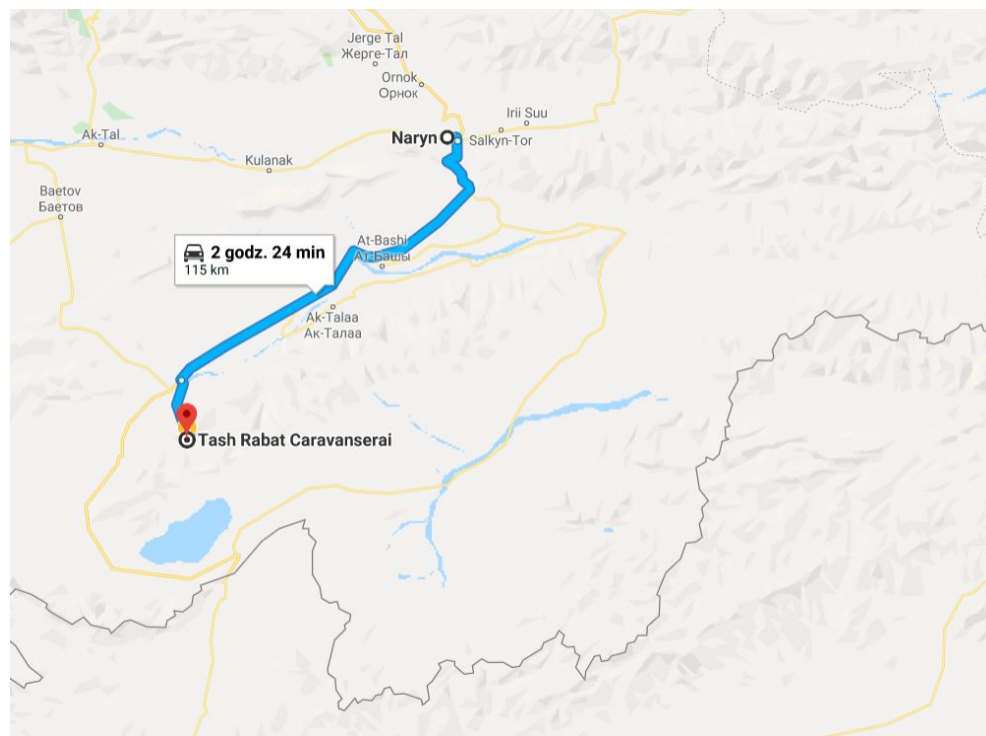 Jerge Tal
Жерге-Тал
Ornok
Орнок
Irii Suu
Ak-Tal
Naryn
Salkyn-Tor
Kulanak
Baetov
Баетов
At-Bashi
Ат-Башы
2 godz. 24 min
115 km
Ak-Talaa
Ак-Талаа
Tash Rabat Caravanserai